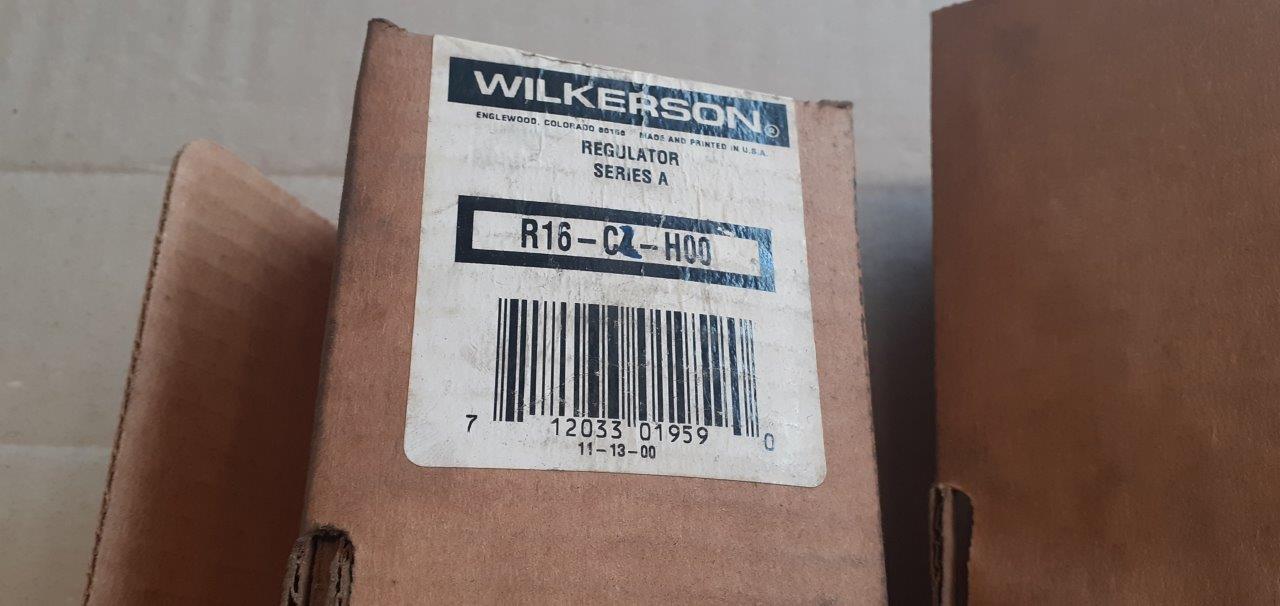 WILKERSON®
ENGLEWOOD, COLORADO 80150 MADE AND PRINTED IN U.S.A.
REGULATOR
SERIES A
R16-C2-H00
7 12033 01959 0
11-13-00